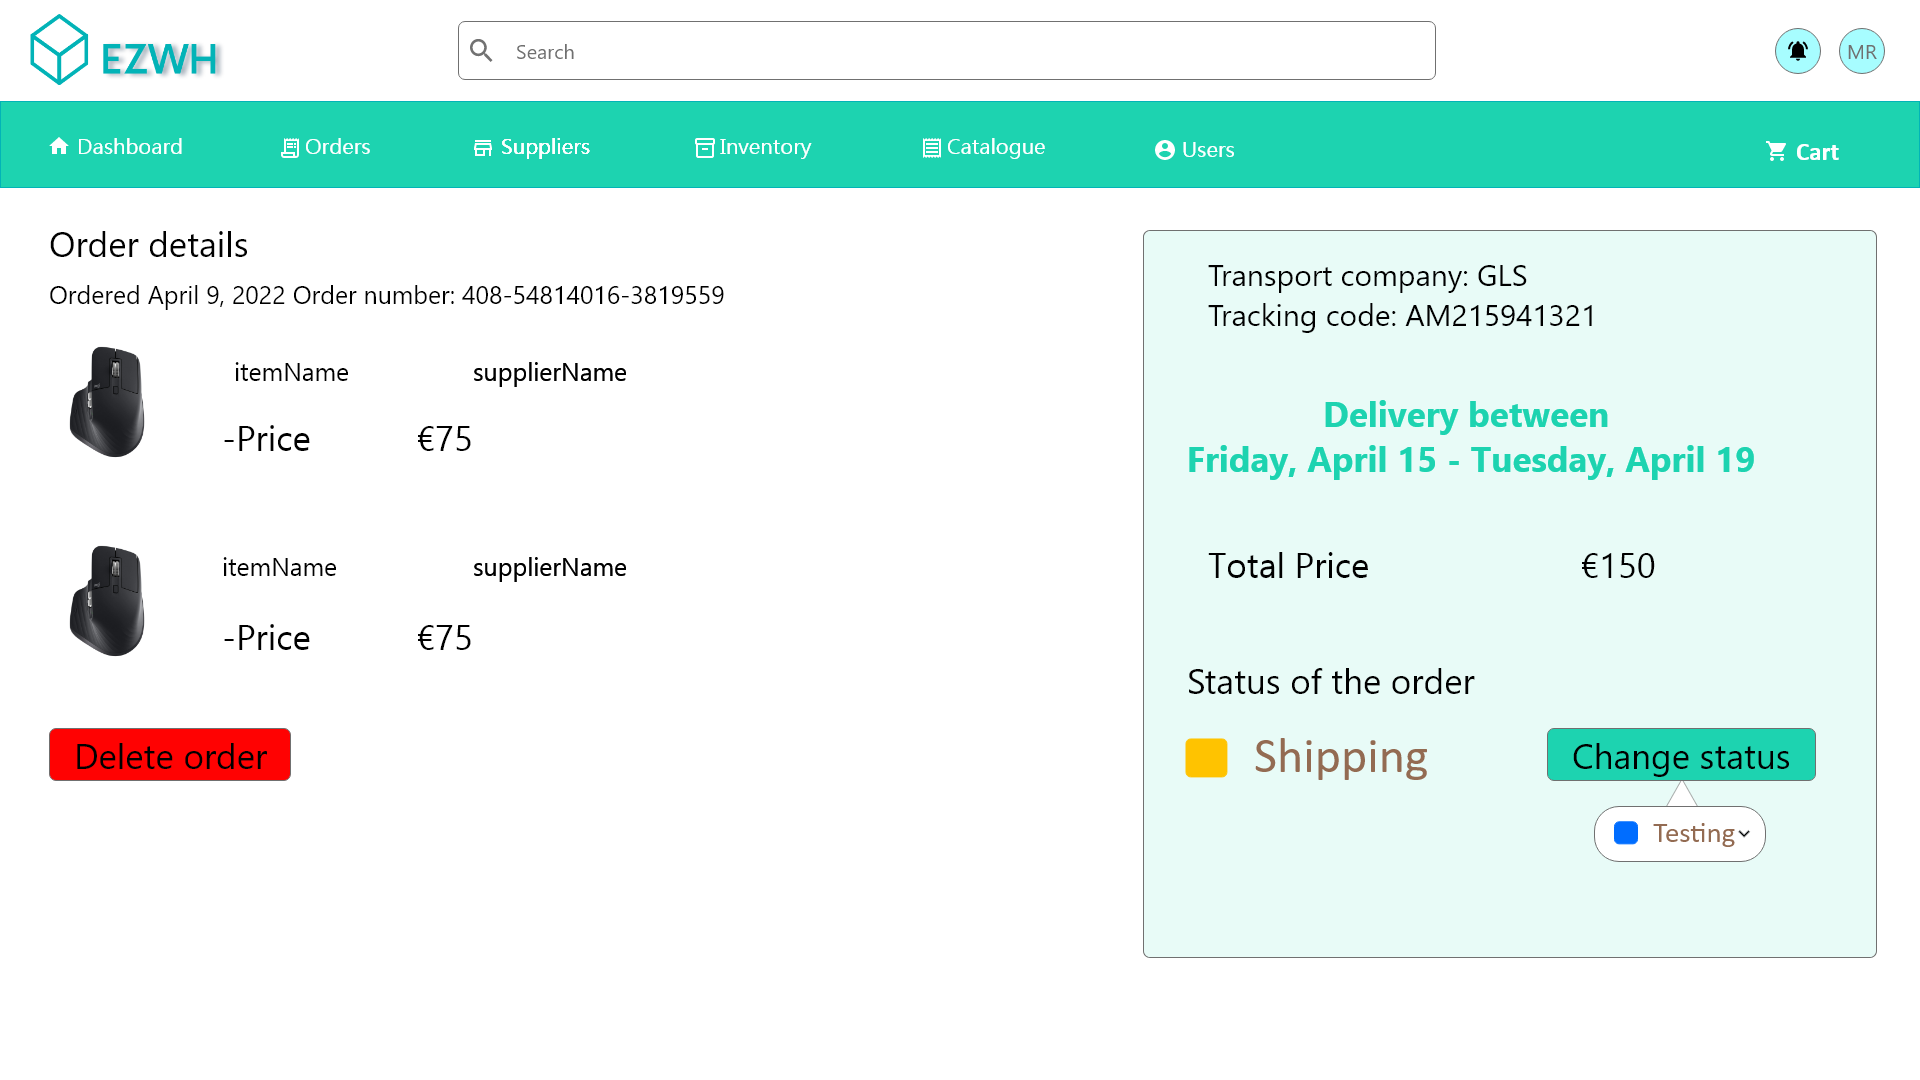 EZWH
Search
MR
Dashboard
Orders
Suppliers
Inventory
Catalogue
Users
Cart
Order details
Ordered April 9, 2022 Order number: 408-54814016-3819559
itemName
supplierName
-Price
€75
itemName
supplierName
-Price
€75
Delete order
Transport company: GLS
Tracking code: AM215941321
Delivery between
Friday, April 15 - Tuesday, April 19
Total Price
€150
Status of the order
Shipping
Change status
Testing